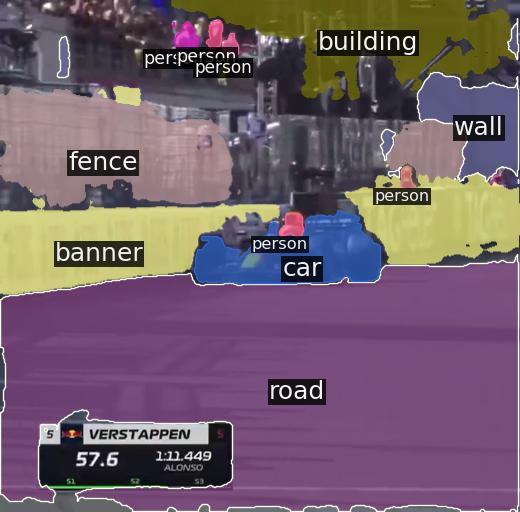 building
person
person
person
wall
fence
person
person
banner
car
road
5 VERSTAPPEN 5
57.6 1:11.449
ALONSO
S1 S2 S3